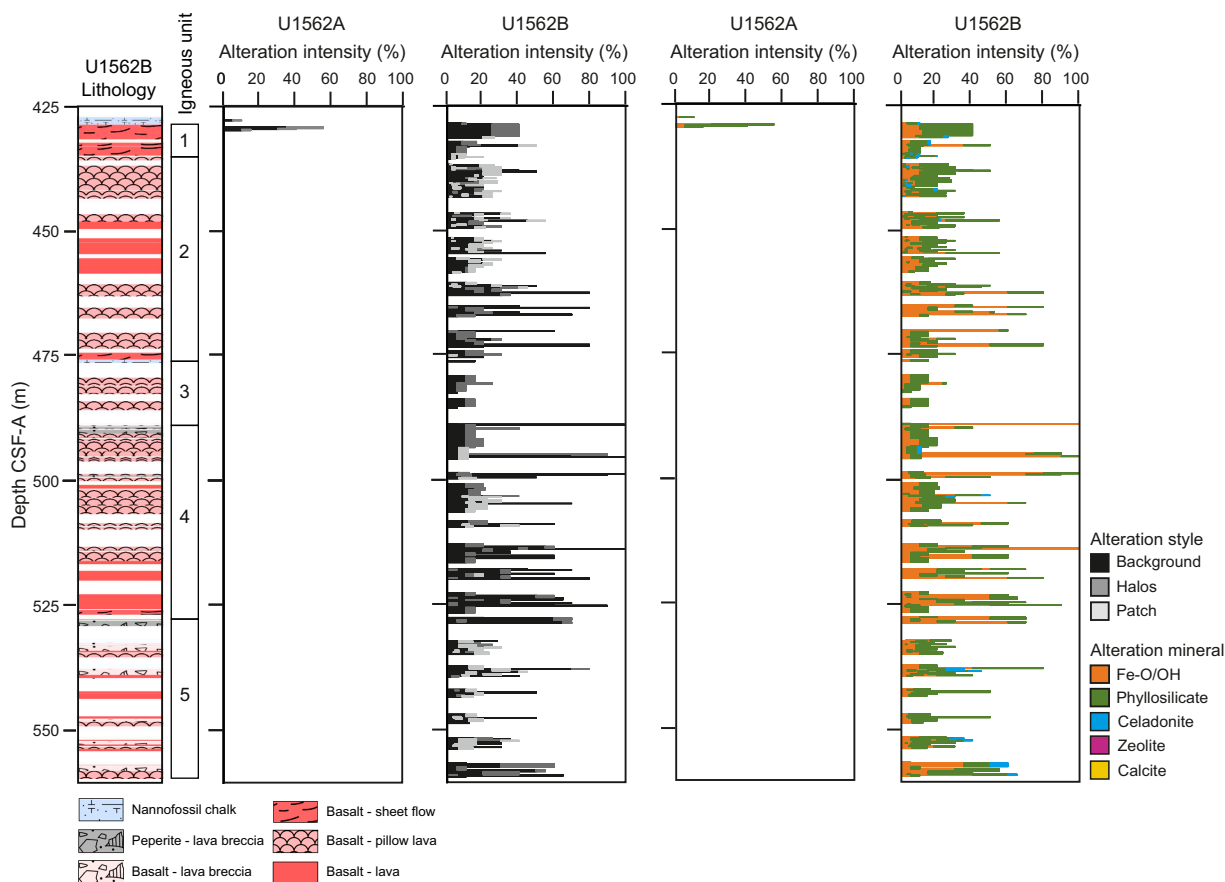 U1562A
U1562B
U1562A
U1562B
Igneous unit
Alteration intensity (%)
Alteration intensity (%)
Alteration intensity (%)
Alteration intensity (%)
U1562B
Lithology
0 20 40 60 80 100
0 20 40 60 80 100
0 20 40 60 80 100
0 20 40 60 80 100
Depth CSF-A (m)
425
450
475
500
525
550
1
2
3
4
5
Alteration style
Background
Halos
Patch
Alteration mineral
Fe-O/OH
Phyllosilicate
Celadonite
Zeolite
Calcite
Nannofossil chalk
Peperite - lava breccia
Basalt - lava breccia
Basalt - sheet flow
Basalt - pillow lava
Basalt - lava